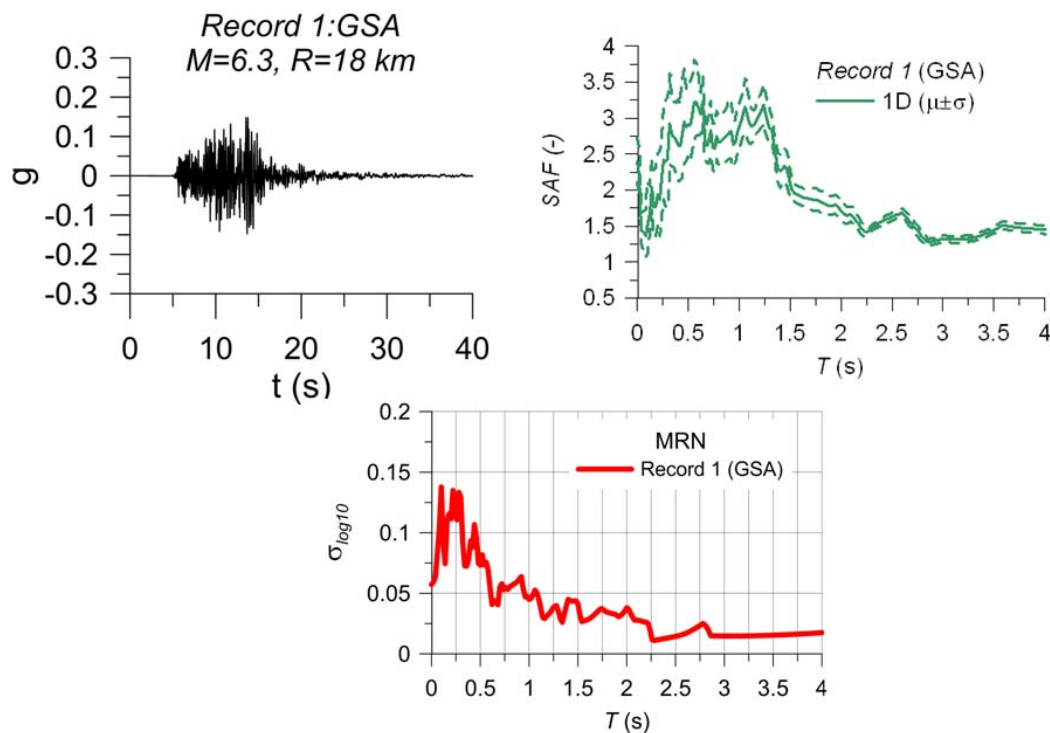 Record 1:GSA
M=6.3, R=18 km
0.3
0.2
0.1
0
-0.1
-0.2
-0.3
g
0 10 20 30 40
t (s)
4
3.5
3
2.5
2
1.5
1
0.5
SAF (-)
Record 1 (GSA)
1D (μ±σ)
0 0.5 1 1.5 2 2.5 3 3.5 4
T (s)
0.2
0.15
0.1
0.05
0
σlog10
MRN
Record 1 (GSA)
0 0.5 1 1.5 2 2.5 3 3.5 4
T (s)